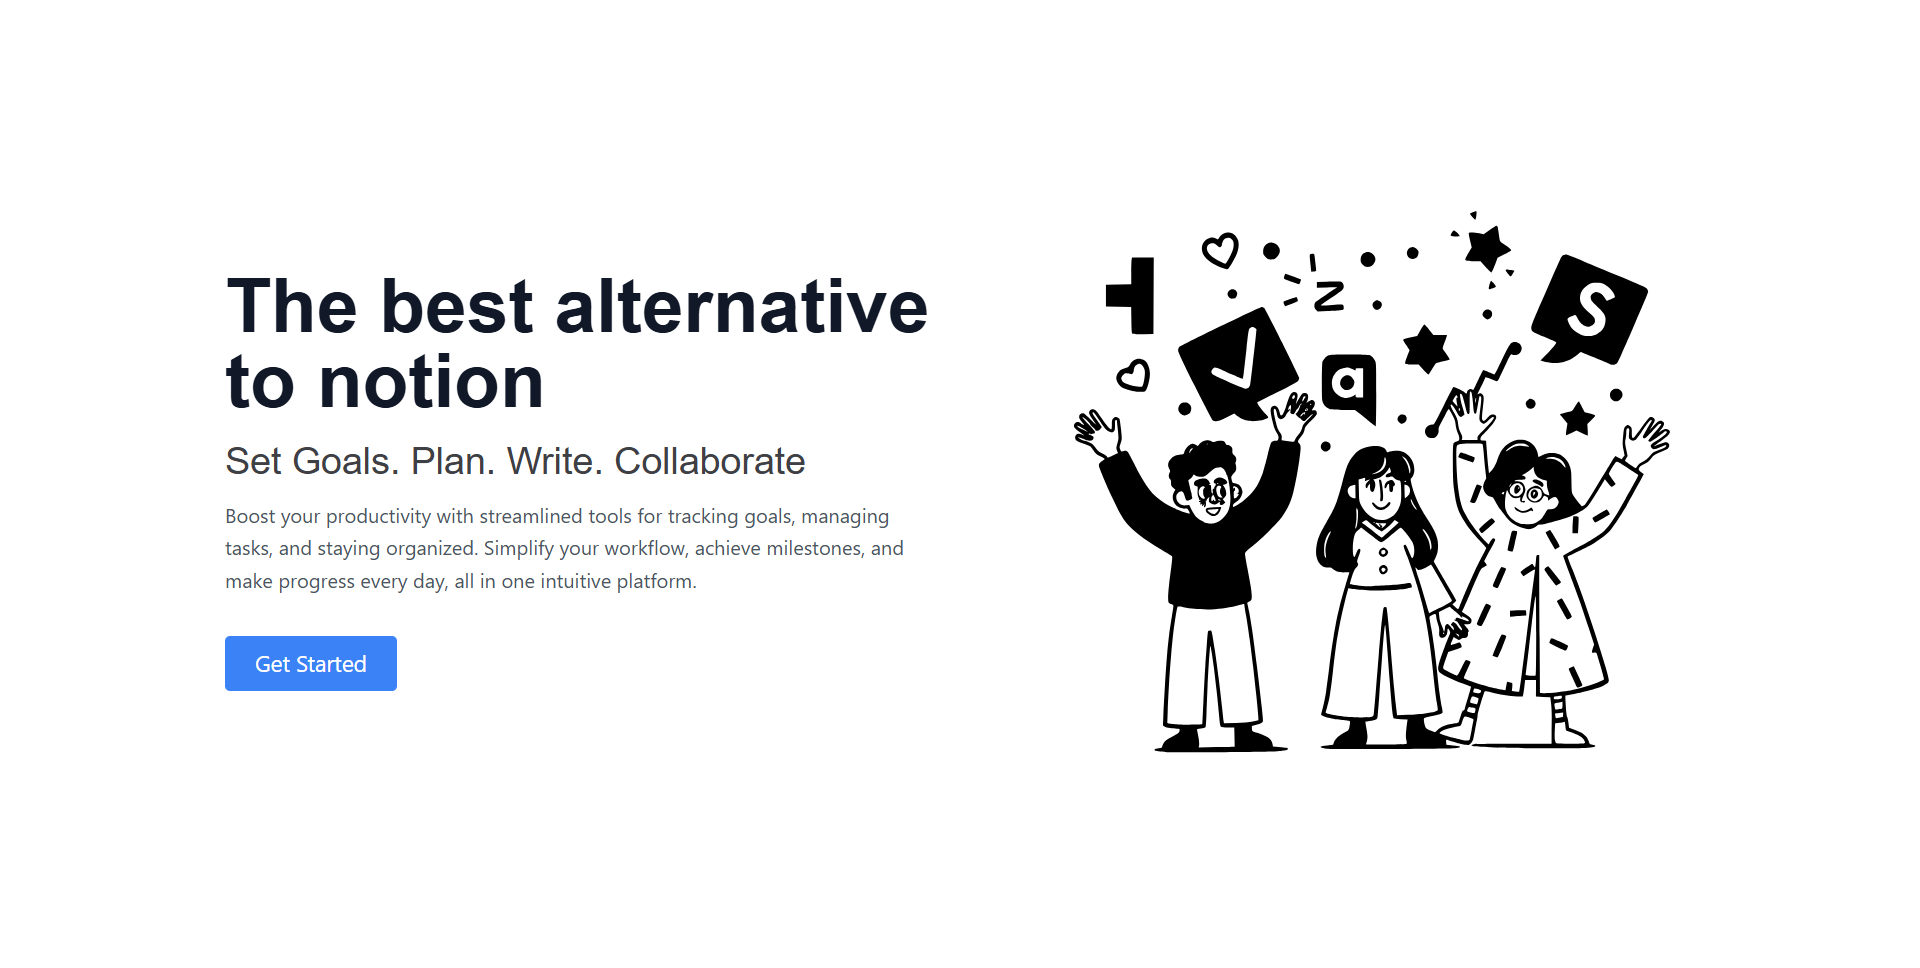 The best alternative
to notion
Set Goals. Plan. Write. Collaborate
Boost your productivity with streamlined tools for tracking goals, managing
tasks, and staying organized. Simplify your workflow, achieve milestones, and
make progress every day, all in one intuitive platform.
Get Started
N
S
a